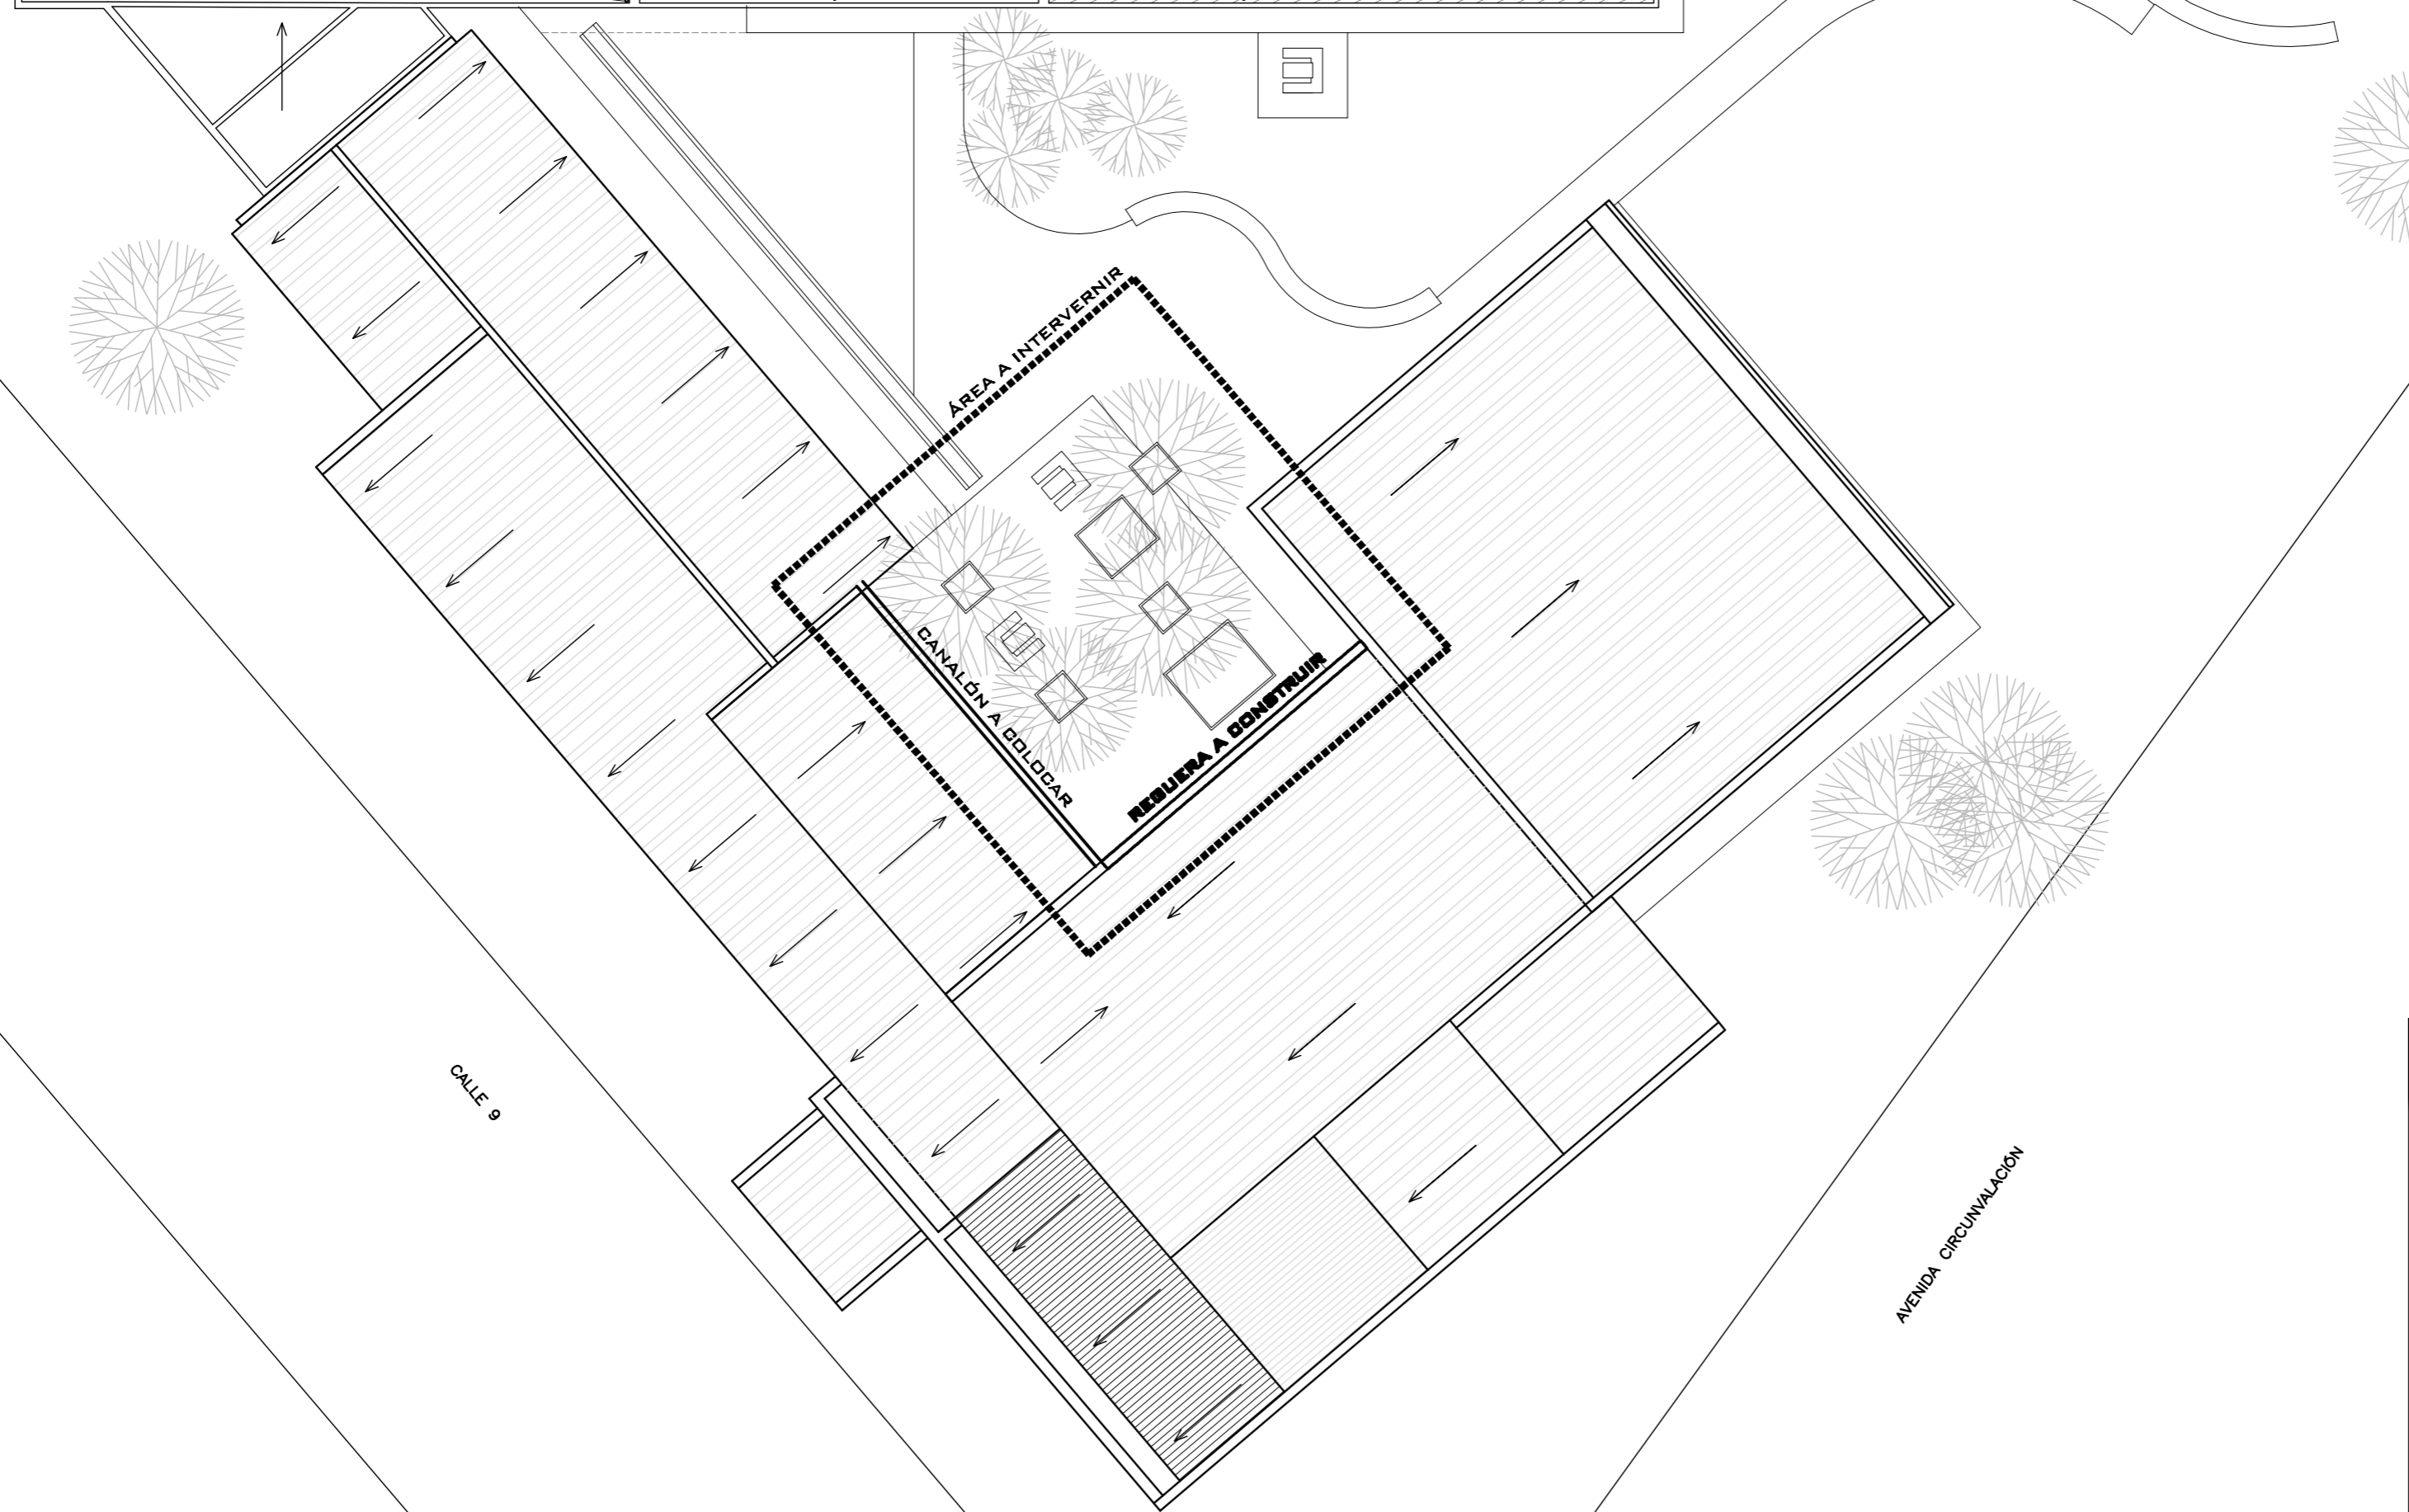 ÁREA A INTERVERNIR
CANALÓN A COLOCAR
REGUERA A CONSTRUIR
CALLE 9
AVENIDA CIRCUNVALACIÓN